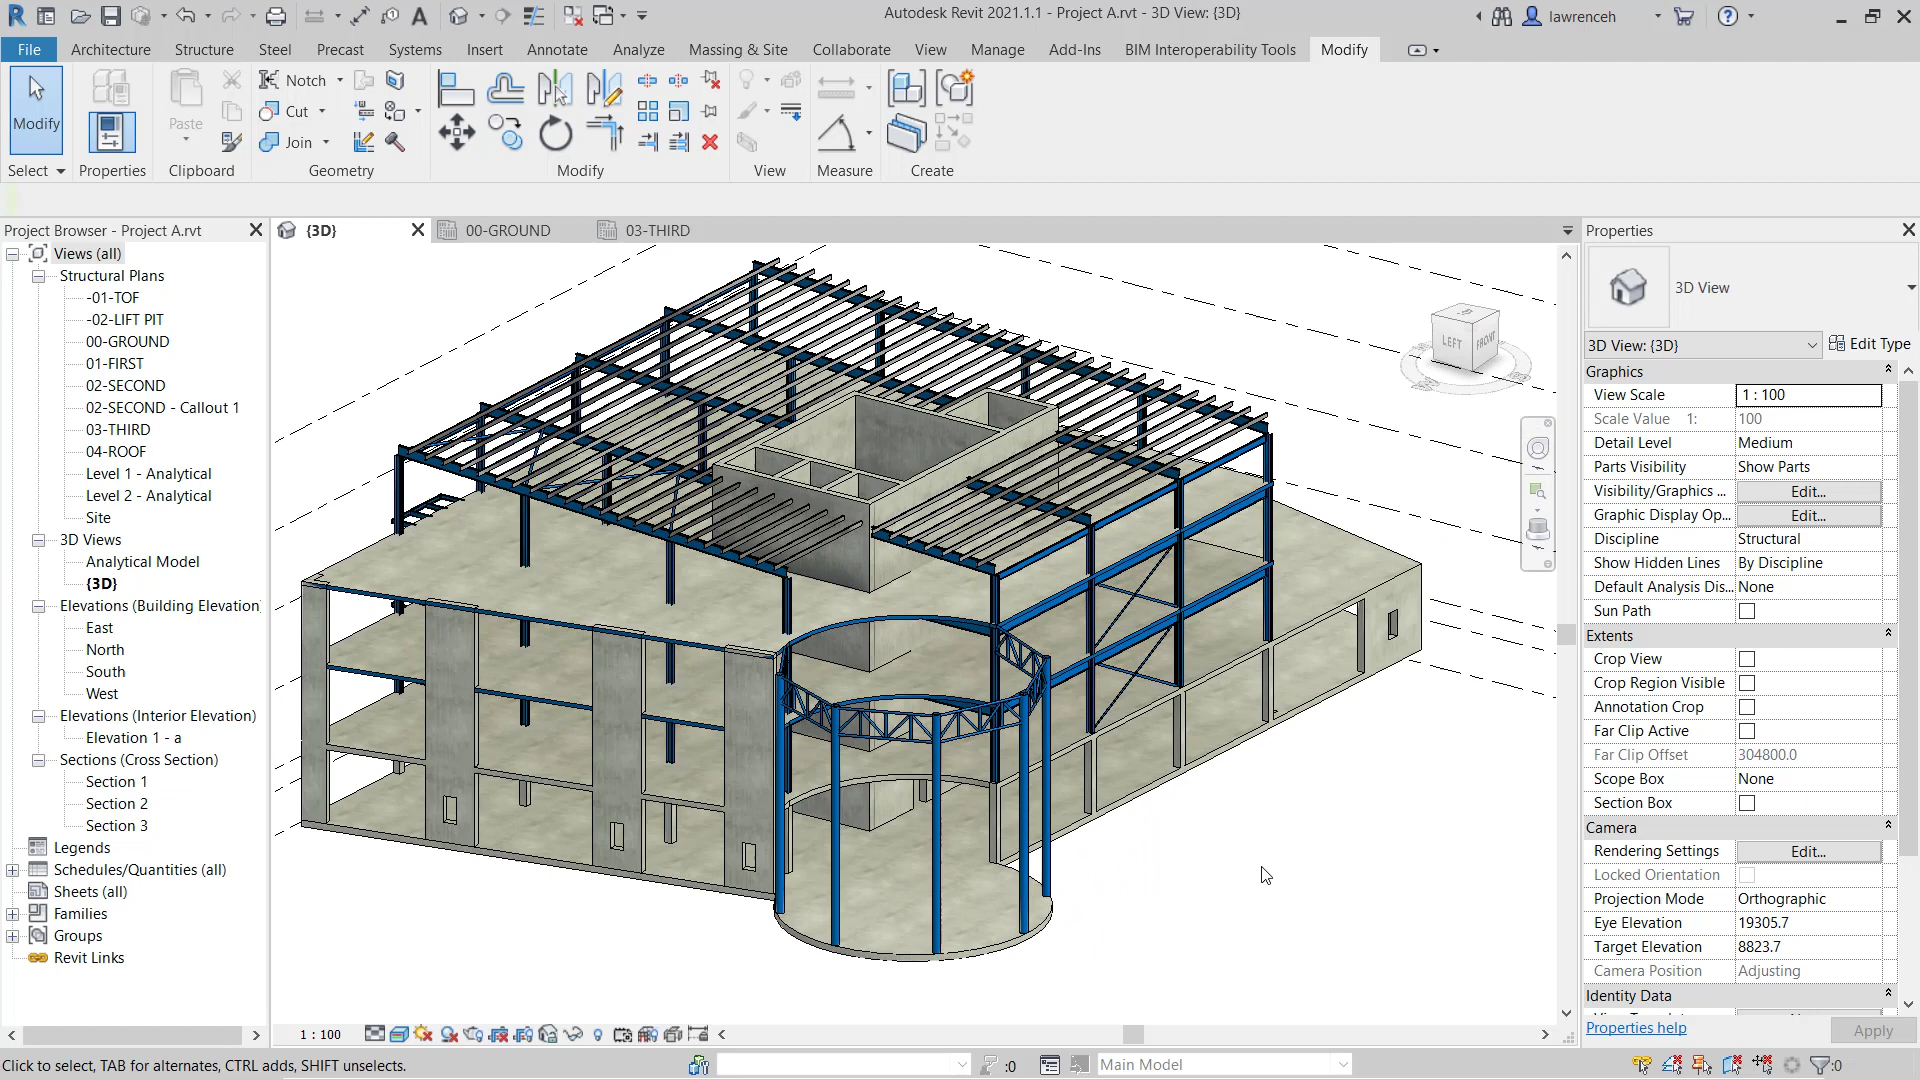 Autodesk Revit 2021.1.1 - Project A.rvt - 3D View: {3D}
lawrenceh
File
Architecture
Structure
Steel
Precast
Systems
Insert
Annotate
Analyze
Massing & Site
Collaborate
View
Manage
Add-Ins
BIM Interoperability Tools
Modify
Modify
Paste
Notch
Cut
Join
Select
Properties
Clipboard
Geometry
Modify
View
Measure
Create
Project Browser - Project A.rvt
{3D}
00-GROUND
03-THIRD
Properties
Views (all)
Structural Plans
-01-TOF
-02-LIFT PIT
00-GROUND
01-FIRST
02-SECOND
02-SECOND - Callout 1
03-THIRD
04-ROOF
Level 1 - Analytical
Level 2 - Analytical
Site
3D Views
Analytical Model
{3D}
Elevations (Building Elevation)
East
North
South
West
Elevations (Interior Elevation)
Elevation 1 - a
Sections (Cross Section)
Section 1
Section 2
Section 3
Legends
Schedules/Quantities (all)
Sheets (all)
Families
Groups
Revit Links
LEFT
FRONT
3D View
3D View: {3D}
Edit Type
Graphics
View Scale 1 : 100
Scale Value 1: 100
Detail Level Medium
Parts Visibility Show Parts
Visibility/Graphics ... Edit...
Graphic Display Op... Edit...
Discipline Structural
Show Hidden Lines By Discipline
Default Analysis Dis... None
Sun Path
Extents
Crop View
Crop Region Visible
Annotation Crop
Far Clip Active
Far Clip Offset 304800.0
Scope Box None
Section Box
Camera
Rendering Settings Edit...
Locked Orientation
Projection Mode Orthographic
Eye Elevation 19305.7
Target Elevation 8823.7
Camera Position Adjusting
Identity Data
Properties help
Apply
1 : 100
Click to select, TAB for alternates, CTRL adds, SHIFT unselects.
:0
Main Model
:0